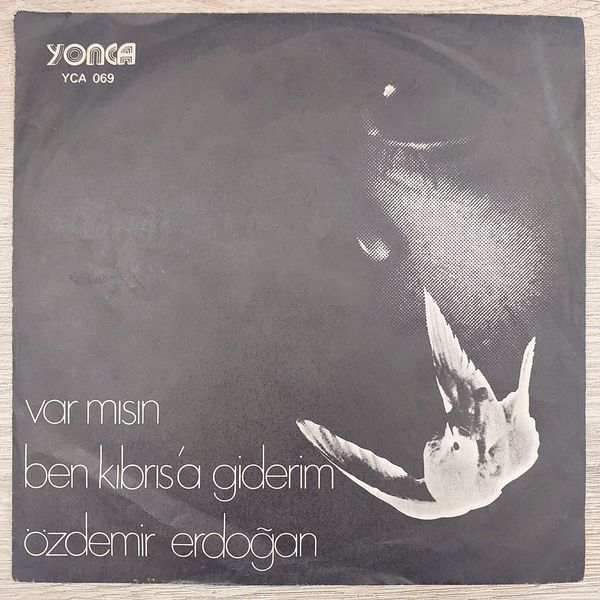 YONCA
YCA 069
var mısın
ben kıbrıs'a giderim
özdemir erdoğan